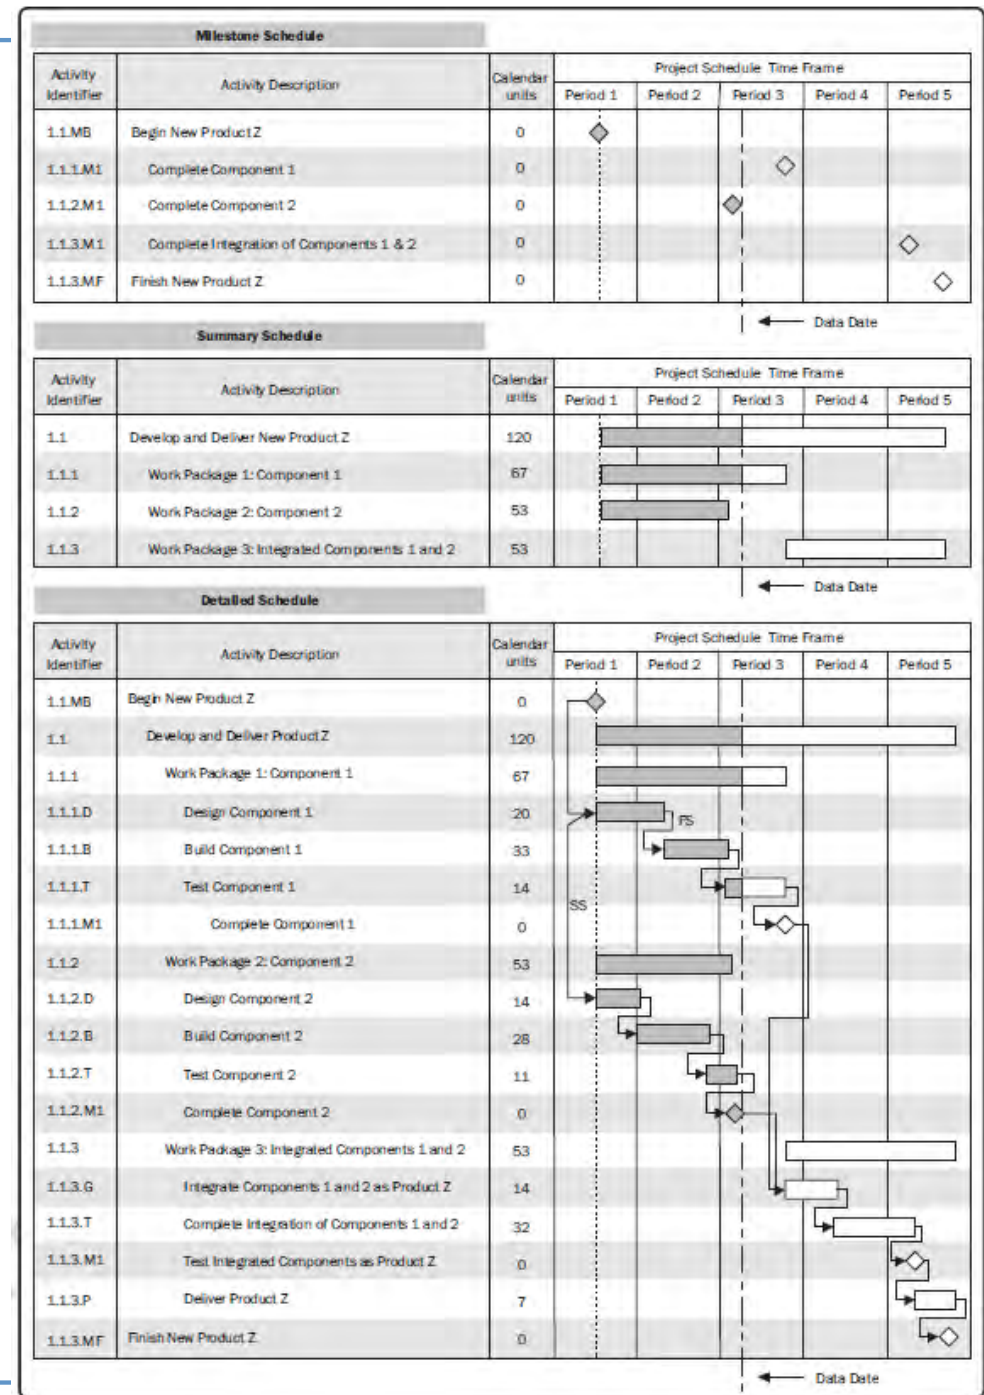 Milestone Schedule
Activity Identifier Activity Description Calendar units Project Schedule Time Frame
Period 1 Period 2 Period 3 Period 4 Period 5
1.1.MB Begin New Product Z 0
1.1.1.M1 Complete Component 1 0
1.1.2.M1 Complete Component 2 0
1.1.3.M1 Complete Integration of Components 1 & 2 0
1.1.3.MF Finish New Product Z 0
Data Date
Summary Schedule
Activity Identifier Activity Description Calendar units Project Schedule Time Frame
Period 1 Period 2 Period 3 Period 4 Period 5
1.1 Develop and Deliver New Product Z 120
1.1.1 Work Package 1: Component 1 67
1.1.2 Work Package 2: Component 2 53
1.1.3 Work Package 3: Integrated Components 1 and 2 53
Data Date
Detailed Schedule
Activity Identifier Activity Description Calendar units Project Schedule Time Frame
Period 1 Period 2 Period 3 Period 4 Period 5
1.1.MB Begin New Product Z 0
1.1 Develop and Deliver Product Z 120
1.1.1 Work Package 1: Component 1 67
1.1.1.D Design Component 1 20 FS
1.1.1.B Build Component 1 33
1.1.1.T Test Component 1 14
SS
1.1.1.M1 Complete Component 1 0
1.1.2 Work Package 2: Component 2 53
1.1.2.D Design Component 2 14
1.1.2.B Build Component 2 28
1.1.2.T Test Component 2 11
1.1.2.M1 Complete Component 2 0
1.1.3 Work Package 3: Integrated Components 1 and 2 53
1.1.3.G Integrate Components 1 and 2 as Product Z 14
1.1.3.T Complete Integration of Components 1 and 2 32
1.1.3.M1 Test Integrated Components as Product Z 0
1.1.3.P Deliver Product Z 7
1.1.3.MF Finish New Product Z 0
Data Date